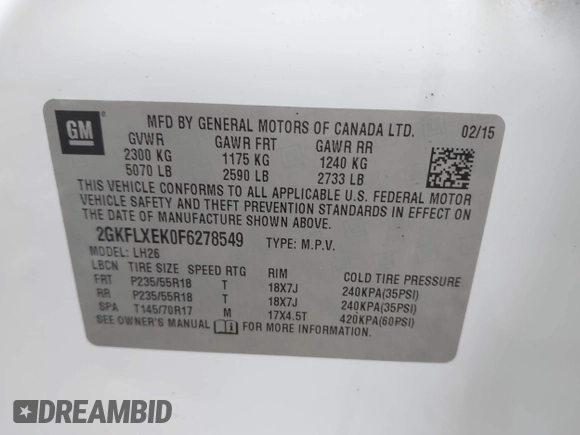 GM
MFD BY GENERAL MOTORS OF CANADA LTD. 02/15
GVWR GAWR FRT GAWR RR
2300 KG 1175 KG 1240 KG
5070 LB 2590 LB 2733 LB
THIS VEHICLE CONFORMS TO ALL APPLICABLE U.S. FEDERAL MOTOR
VEHICLE SAFETY AND THEFT PREVENTION STANDARDS IN EFFECT ON
THE DATE OF MANUFACTURE SHOWN ABOVE.
2GKFLXEK0F6278549 TYPE: M.P.V.
MODEL: LH26
LBCN TIRE SIZE SPEED RTG RIM COLD TIRE PRESSURE
FRT P235/55R18 T 18X7J 240KPA(35PSI)
RR P235/55R18 T 18X7J 240KPA(35PSI)
SPA T145/70R17 M 17X4.5T 420KPA(60PSI)
SEE OWNER'S MANUAL FOR MORE INFORMATION.
DREAMBID